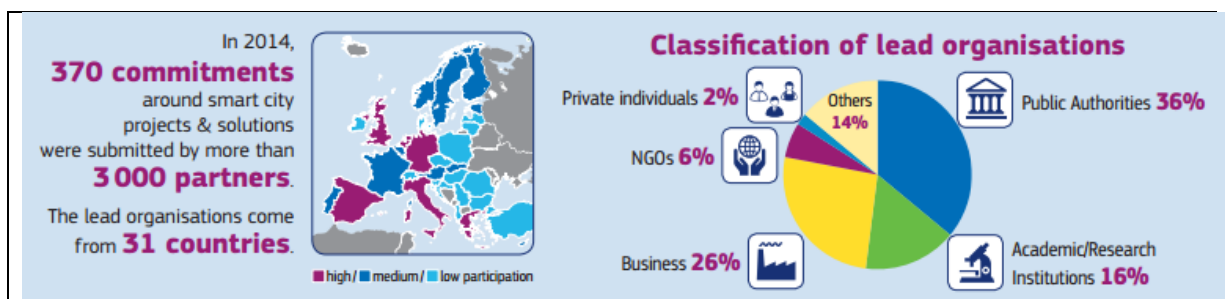 In 2014,
370 commitments
around smart city
projects & solutions
were submitted by more than
3 000 partners.
The lead organisations come
from 31 countries.
high/ medium/ low participation
Classification of lead organisations
Private individuals 2%
Others
14%
Public Authorities 36%
NGOs 6%
Business 26%
Academic/Research
Institutions 16%